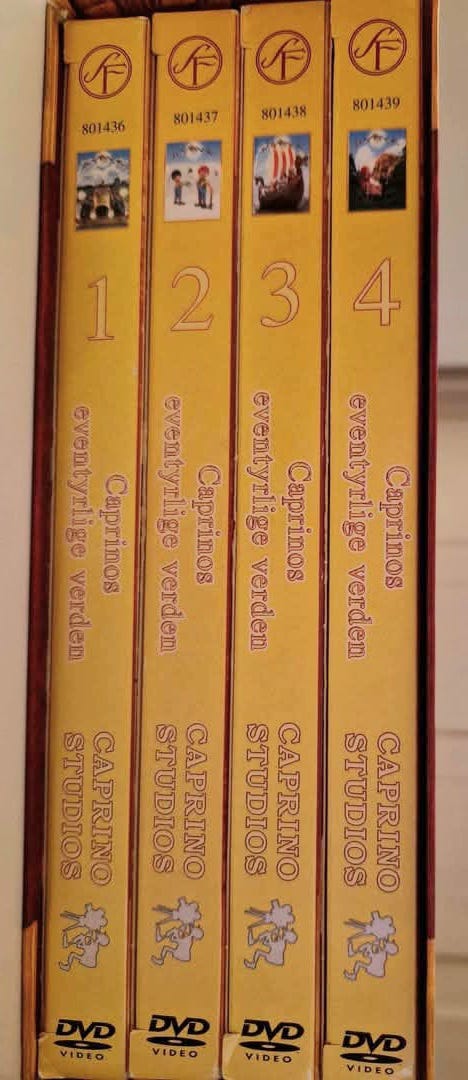 SF
801436
1
Caprinos
eventyrlige verden
CAPRINO
STUDIOS
DVD
VIDEO
SF
801437
2
Caprinos
eventyrlige verden
CAPRINO
STUDIOS
DVD
VIDEO
SF
801438
3
Caprinos
eventyrlige verden
CAPRINO
STUDIOS
DVD
VIDEO
SF
801439
4
Caprinos
eventyrlige verden
CAPRINO
STUDIOS
DVD
VIDEO